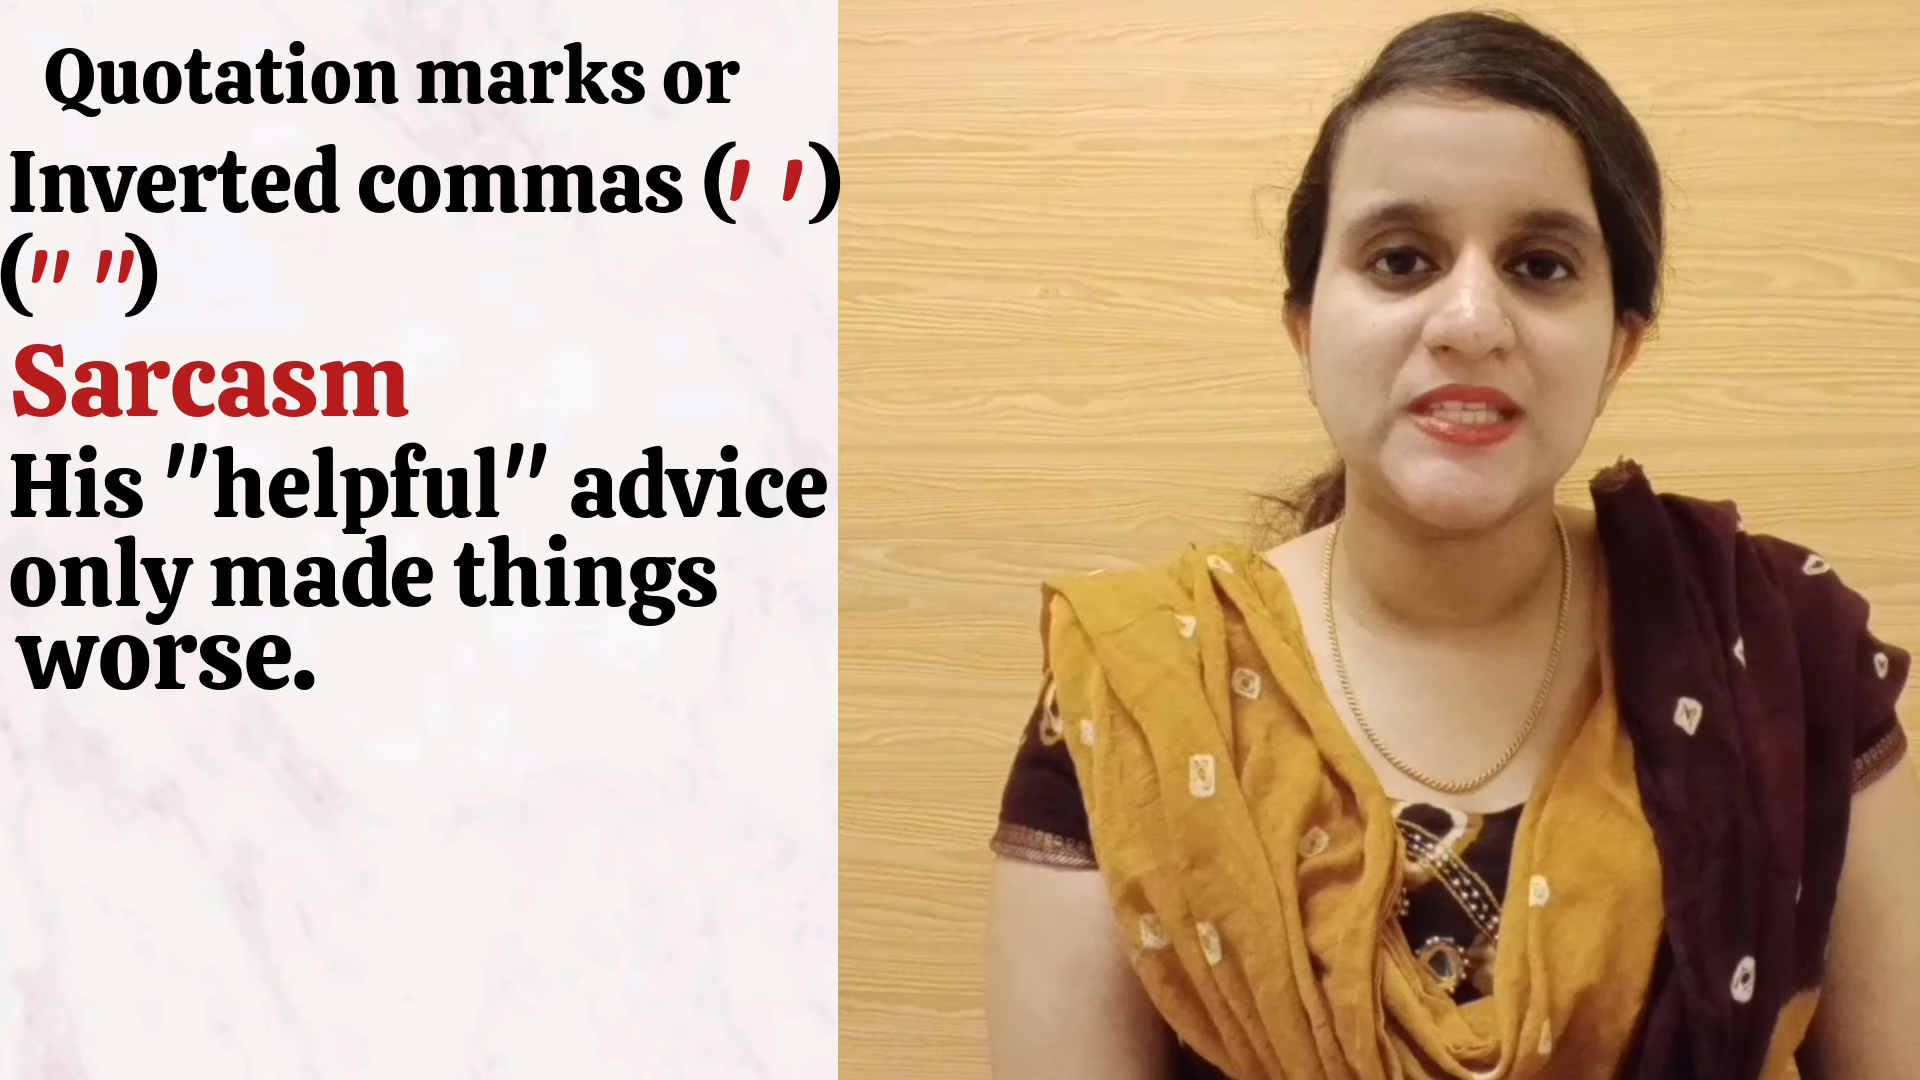 Quotation marks or
Inverted commas (' ')
(" ")
Sarcasm
His "helpful" advice
only made things
worse.